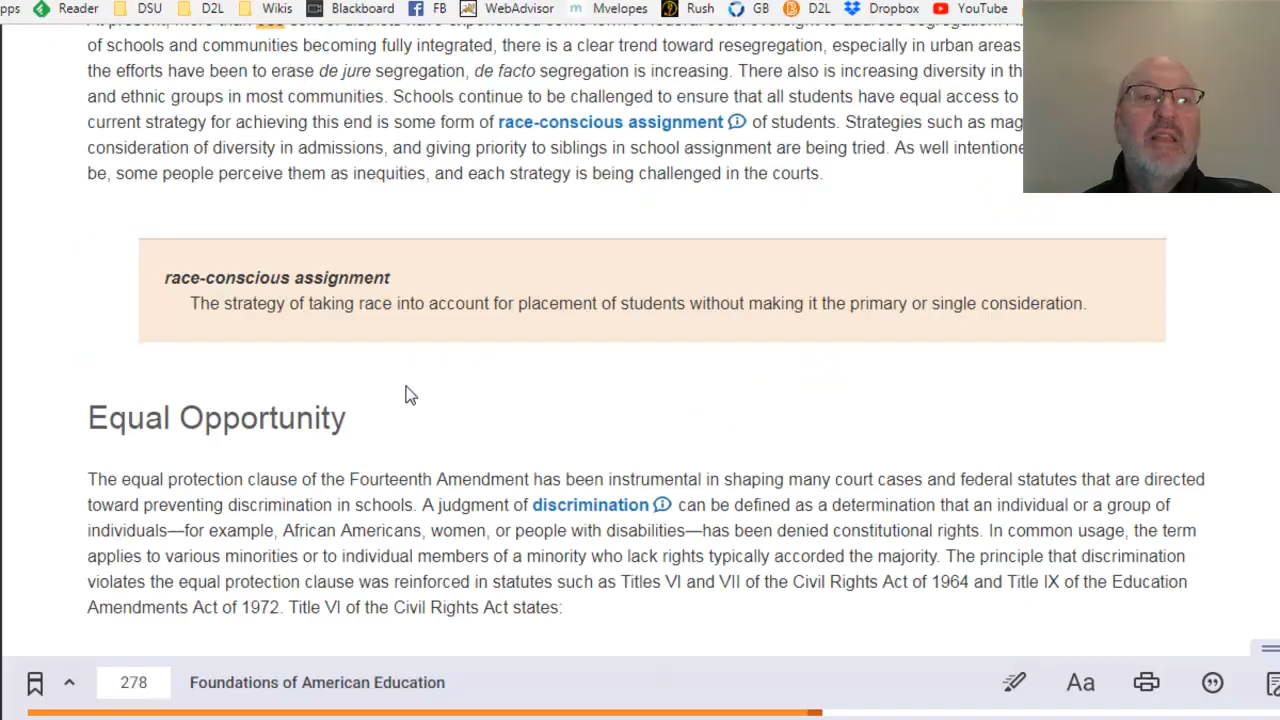 pps Reader DSU D2L Wikis Blackboard FB WebAdvisor Mvelopes Rush GB D2L Dropbox YouTube
of schools and communities becoming fully integrated, there is a clear trend toward resegregation, especially in urban areas.
the efforts have been to erase de jure segregation, de facto segregation is increasing. There also is increasing diversity in th
and ethnic groups in most communities. Schools continue to be challenged to ensure that all students have equal access to
current strategy for achieving this end is some form of race-conscious assignment of students. Strategies such as mag
consideration of diversity in admissions, and giving priority to siblings in school assignment are being tried. As well intentione
be, some people perceive them as inequities, and each strategy is being challenged in the courts.
race-conscious assignment
The strategy of taking race into account for placement of students without making it the primary or single consideration.
Equal Opportunity
The equal protection clause of the Fourteenth Amendment has been instrumental in shaping many court cases and federal statutes that are directed
toward preventing discrimination in schools. A judgment of discrimination can be defined as a determination that an individual or a group of
individuals—for example, African Americans, women, or people with disabilities—has been denied constitutional rights. In common usage, the term
applies to various minorities or to individual members of a minority who lack rights typically accorded the majority. The principle that discrimination
violates the equal protection clause was reinforced in statutes such as Titles VI and VII of the Civil Rights Act of 1964 and Title IX of the Education
Amendments Act of 1972. Title VI of the Civil Rights Act states:
278 Foundations of American Education Aa